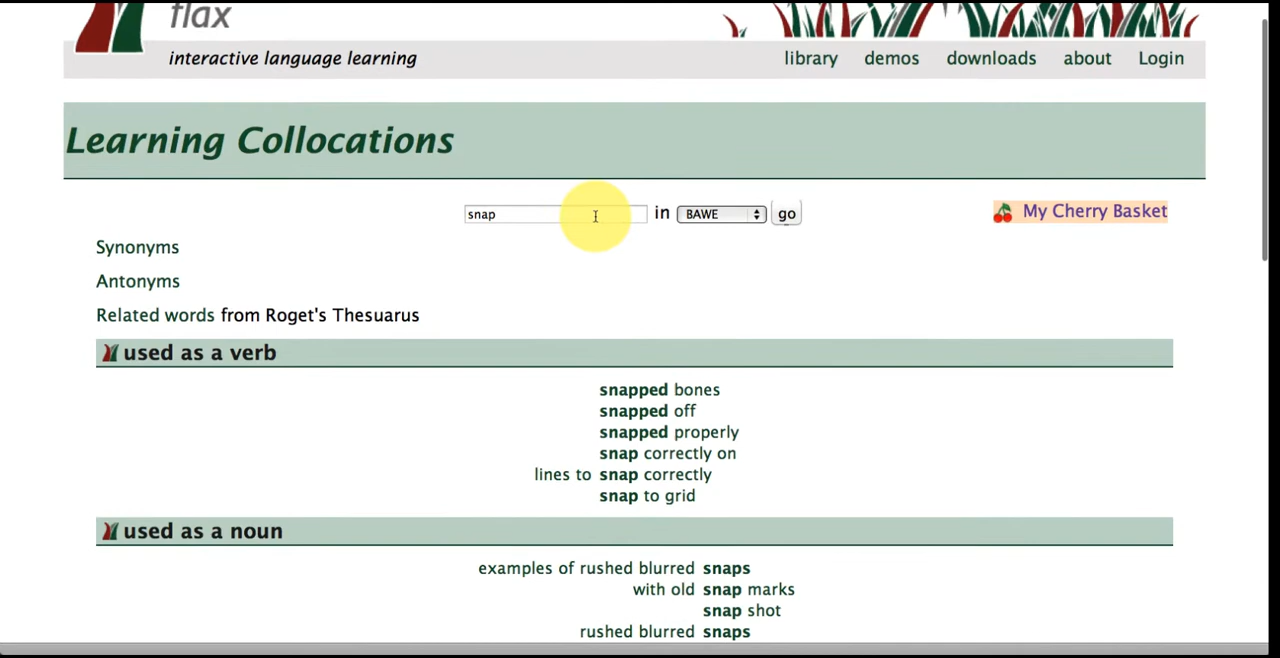 flax
interactive language learning
library demos downloads about Login
Learning Collocations
snap in BAWE go My Cherry Basket
Synonyms
Antonyms
Related words from Roget's Thesuarus
used as a verb
snapped bones
snapped off
snapped properly
snap correctly on
lines to snap correctly
snap to grid
used as a noun
examples of rushed blurred snaps
with old snap marks
snap shot
rushed blurred snaps